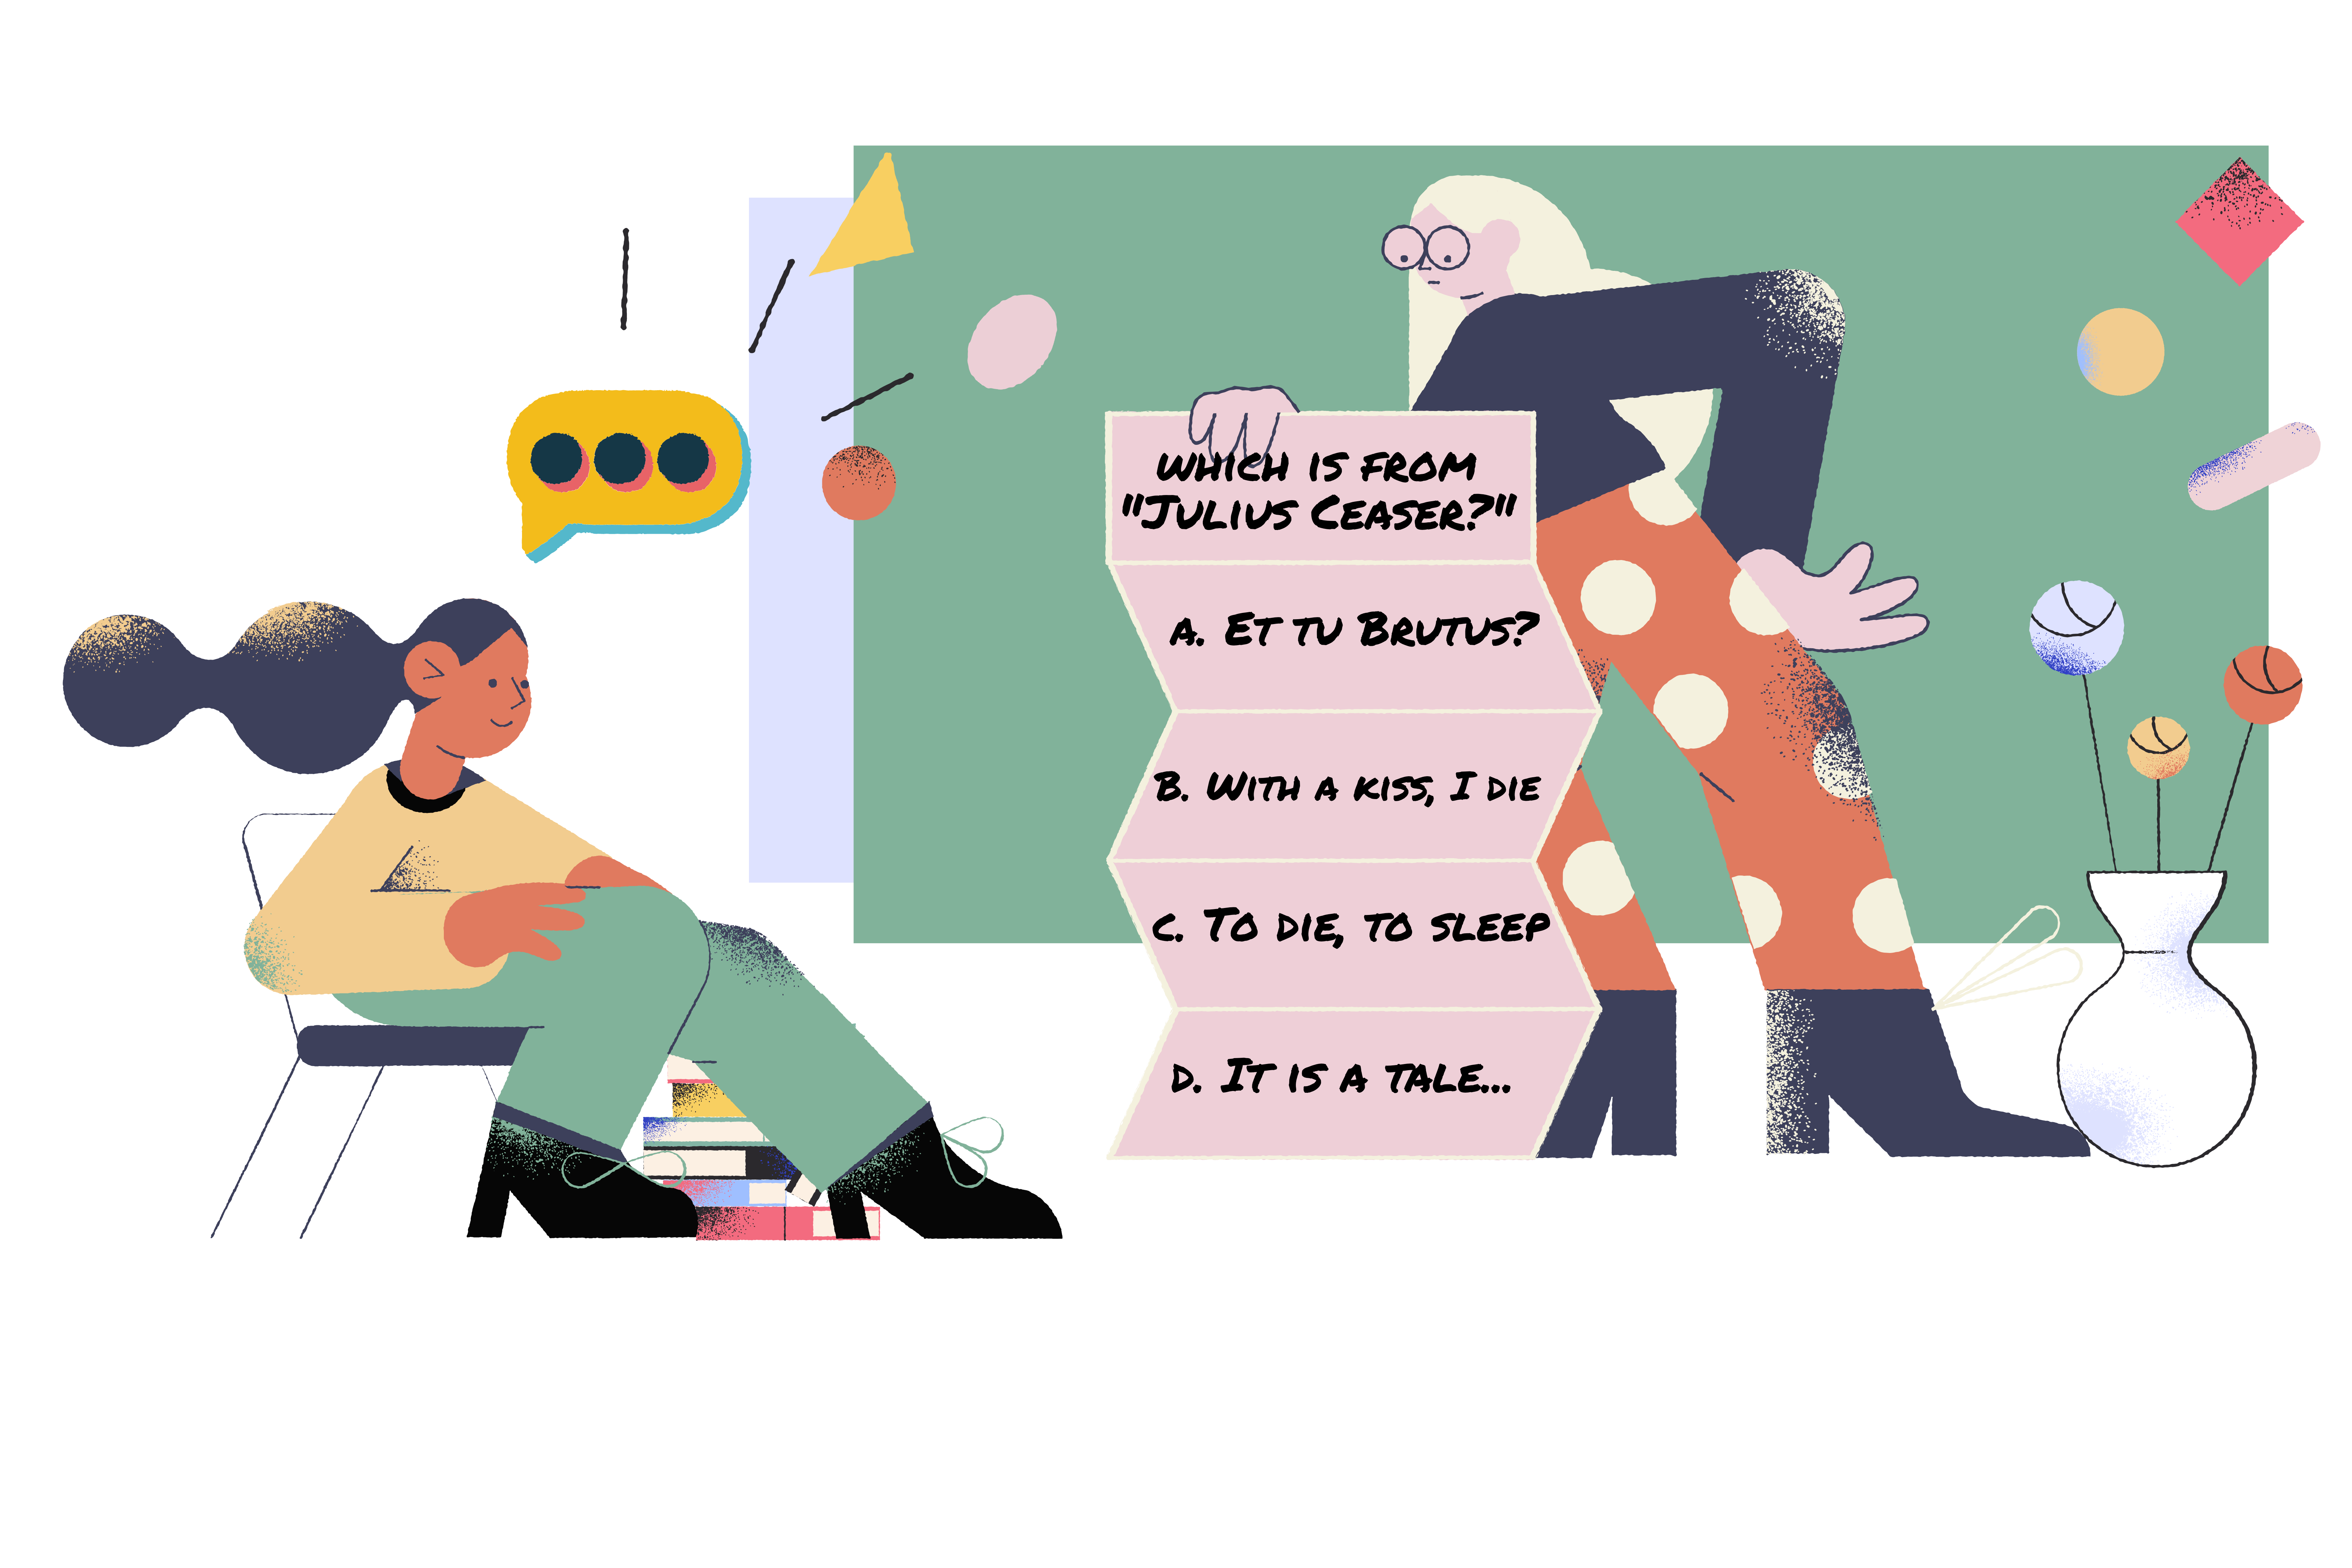 which is from
"Julius Ceaser?"
a. Et tu Brutus?
B. With a kiss, I die
c. To die, to sleep
d. It is a tale...